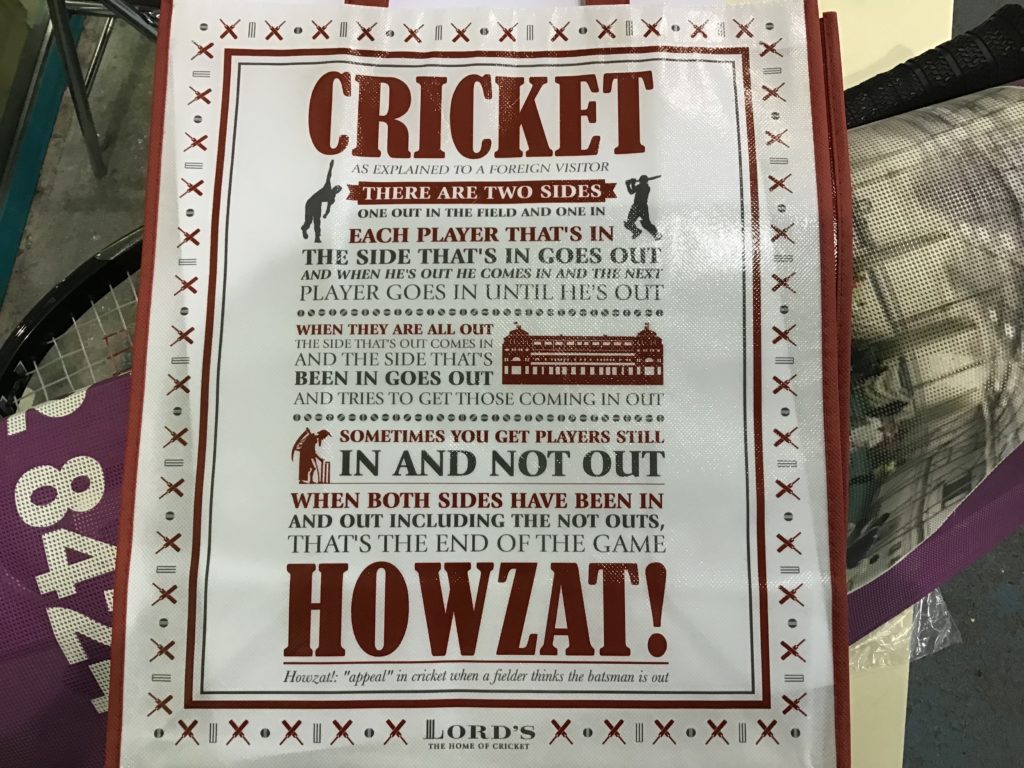 CRICKET
AS EXPLAINED TO A FOREIGN VISITOR
THERE ARE TWO SIDES
ONE OUT IN THE FIELD AND ONE IN
EACH PLAYER THAT'S IN
THE SIDE THAT'S IN GOES OUT
AND WHEN HE'S OUT HE COMES IN AND THE NEXT
PLAYER GOES IN UNTIL HE'S OUT
WHEN THEY ARE ALL OUT
THE SIDE THAT'S OUT COMES IN
AND THE SIDE THAT'S
BEEN IN GOES OUT
AND TRIES TO GET THOSE COMING IN OUT
SOMETIMES YOU GET PLAYERS STILL
IN AND NOT OUT
WHEN BOTH SIDES HAVE BEEN IN
AND OUT INCLUDING THE NOT OUTS,
THAT'S THE END OF THE GAME
HOWZAT!
Howzat!: "appeal" in cricket when a fielder thinks the batsman is out
LORD'S
THE HOME OF CRICKET
842